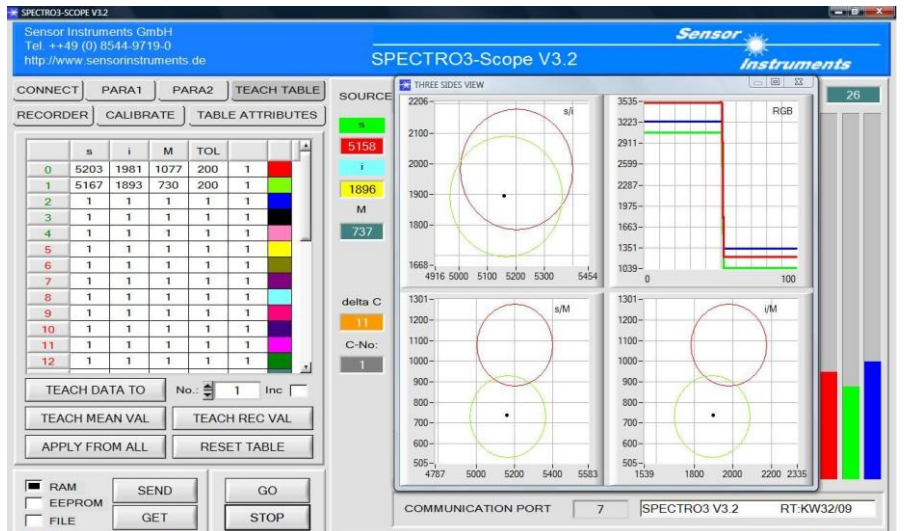 SPECTRO3-SCOPE V3.2
Sensor Instruments GmbH
Tel. ++49 (0) 8544-9719-0
http://www.sensorinstruments.de
SPECTRO3-Scope V3.2
Sensor
Instruments
CONNECT PARA1 PARA2 TEACH TABLE
RECORDER CALIBRATE TABLE ATTRIBUTES
s i M TOL
0 5203 1981 1077 200 1
1 5167 1893 730 200 1
2 1 1 1 1 1
3 1 1 1 1 1
4 1 1 1 1 1
5 1 1 1 1 1
6 1 1 1 1 1
7 1 1 1 1 1
8 1 1 1 1 1
9 1 1 1 1 1
10 1 1 1 1 1
11 1 1 1 1 1
12 1 1 1 1 1
TEACH DATA TO No.: 1 Inc
TEACH MEAN VAL TEACH REC VAL
APPLY FROM ALL RESET TABLE
RAM
EEPROM
FILE
SEND
GET
GO
STOP
SOURCE
s
5158
i
1896
M
737
delta C
11
C-No:
1
THREE SIDES VIEW
s/i
2206
2100
2000
1900
1800
1668
4916 5000 5100 5200 5300 5454
RGB
3535
3223
2911
2599
2287
1975
1663
1351
1039
0 100
s/M
1301
1200
1100
1000
900
800
700
600
505
4787 5000 5200 5400 5583
i/M
1301
1200
1100
1000
900
800
700
600
505
1539 1800 2000 2200 2335
26
COMMUNICATION PORT 7 SPECTRO3 V3.2 RT:KW32/09